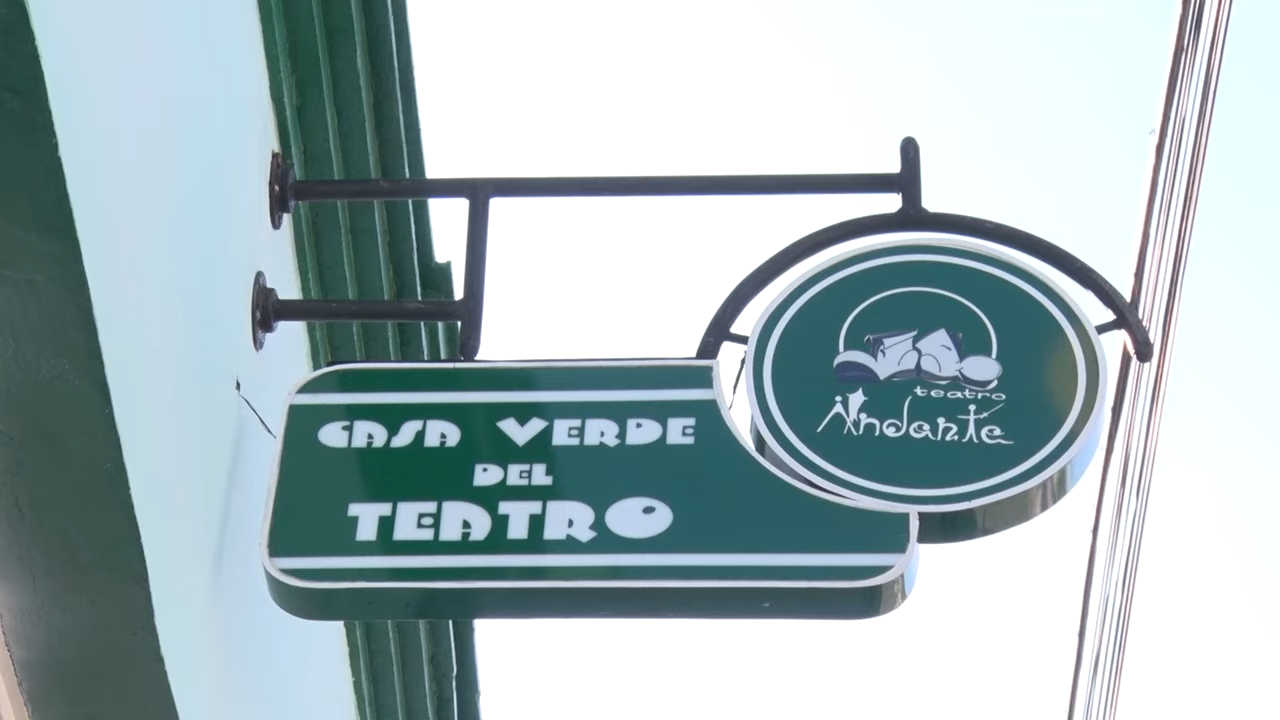 CASA VERDE
DEL
TEATRO
teatro
Andante